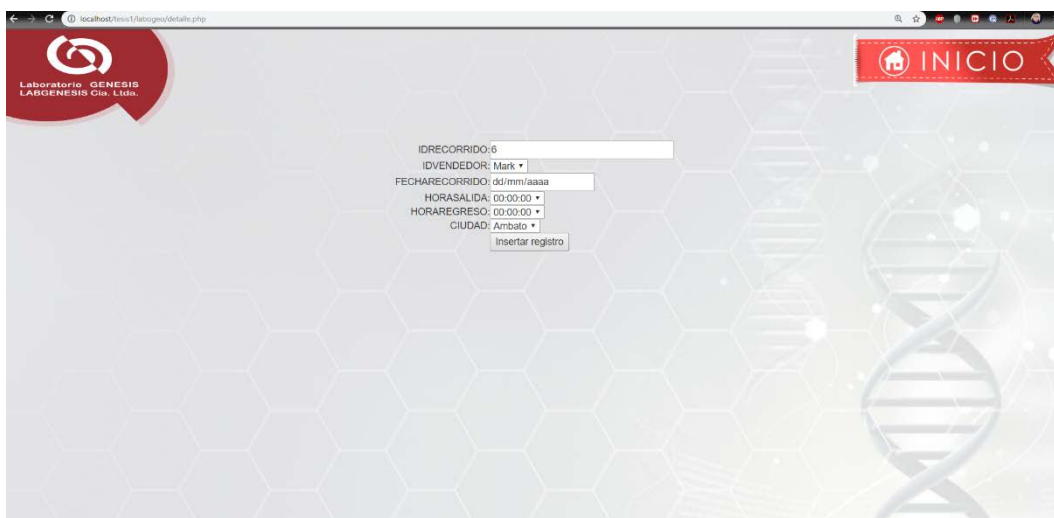 localhost/tesis1/labogeo/detalle.php
Laboratorio GENESIS
LABGENESIS Cia. Ltda.
INICIO
IDRECORRIDO:6
IDVENDEDOR: Mark
FECHARECORRIDO: dd/mm/aaaa
HORASALIDA: 00:00:00
HORAREGRESO: 00:00:00
CIUDAD: Ambato
Insertar registro